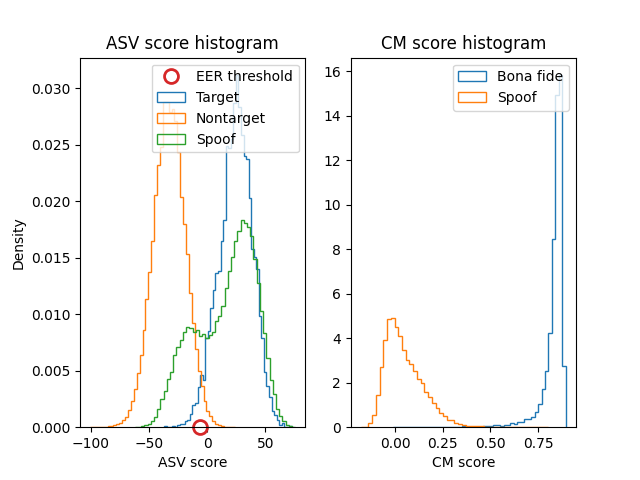 ASV score histogram
EER threshold
Target
Nontarget
Spoof
Density
0.030
0.025
0.020
0.015
0.010
0.005
0.000
−100
−50
0
50
ASV score
CM score histogram
Bona fide
Spoof
16
14
12
10
8
6
4
2
0
0.00
0.25
0.50
0.75
CM score